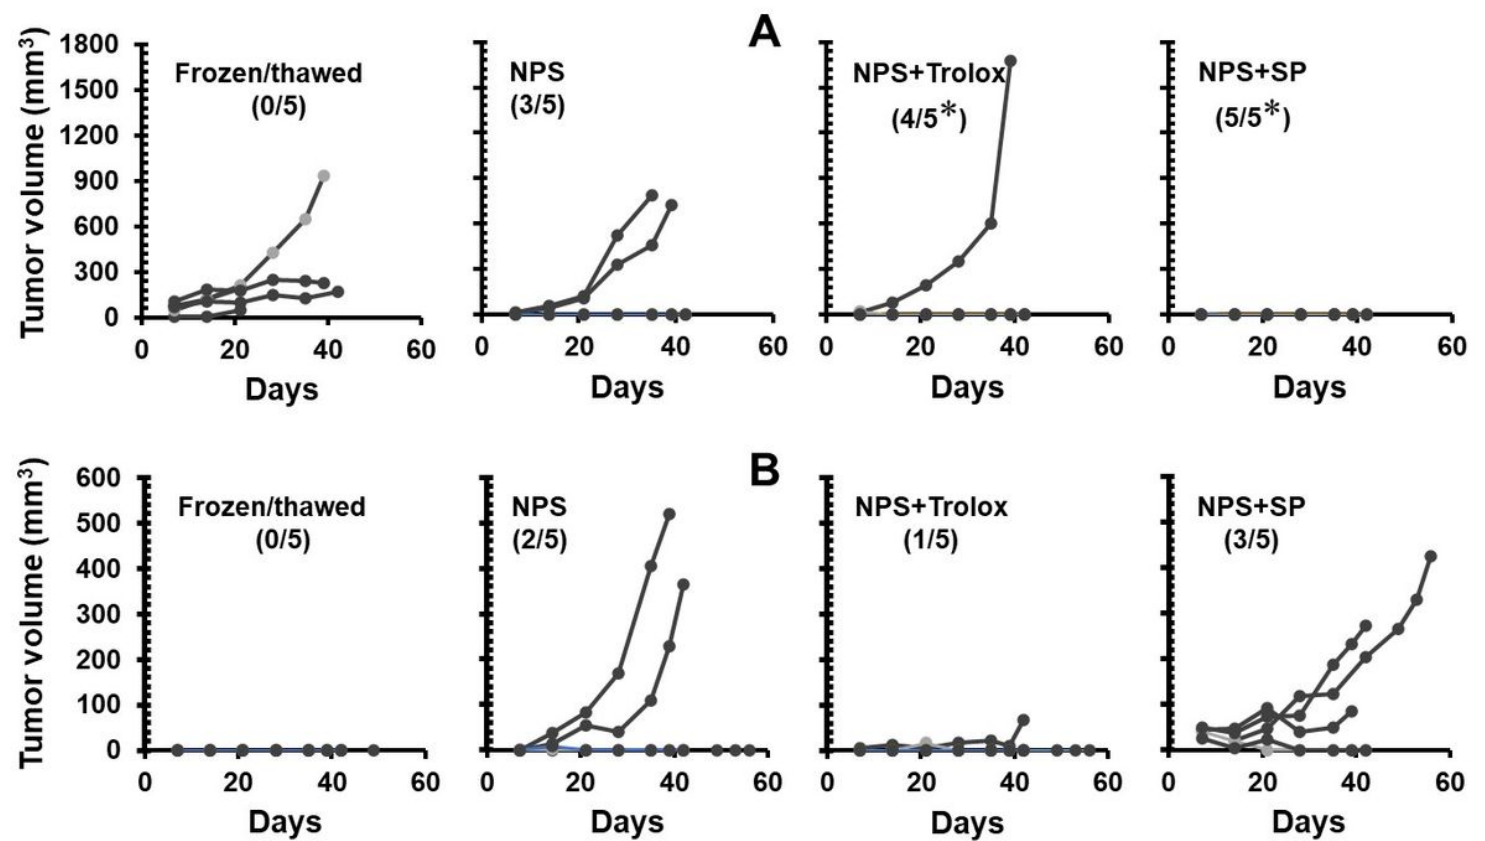 A
Tumor volume (mm³)
1800
1500
1200
900
600
300
0
Frozen/thawed
(0/5)
0 20 40 60
Days
NPS
(3/5)
0 20 40 60
Days
NPS+Trolox
(4/5*)
0 20 40 60
Days
NPS+SP
(5/5*)
0 20 40 60
Days
B
Tumor volume (mm³)
600
500
400
300
200
100
0
Frozen/thawed
(0/5)
0 20 40 60
Days
NPS
(2/5)
0 20 40 60
Days
NPS+Trolox
(1/5)
0 20 40 60
Days
NPS+SP
(3/5)
0 20 40 60
Days